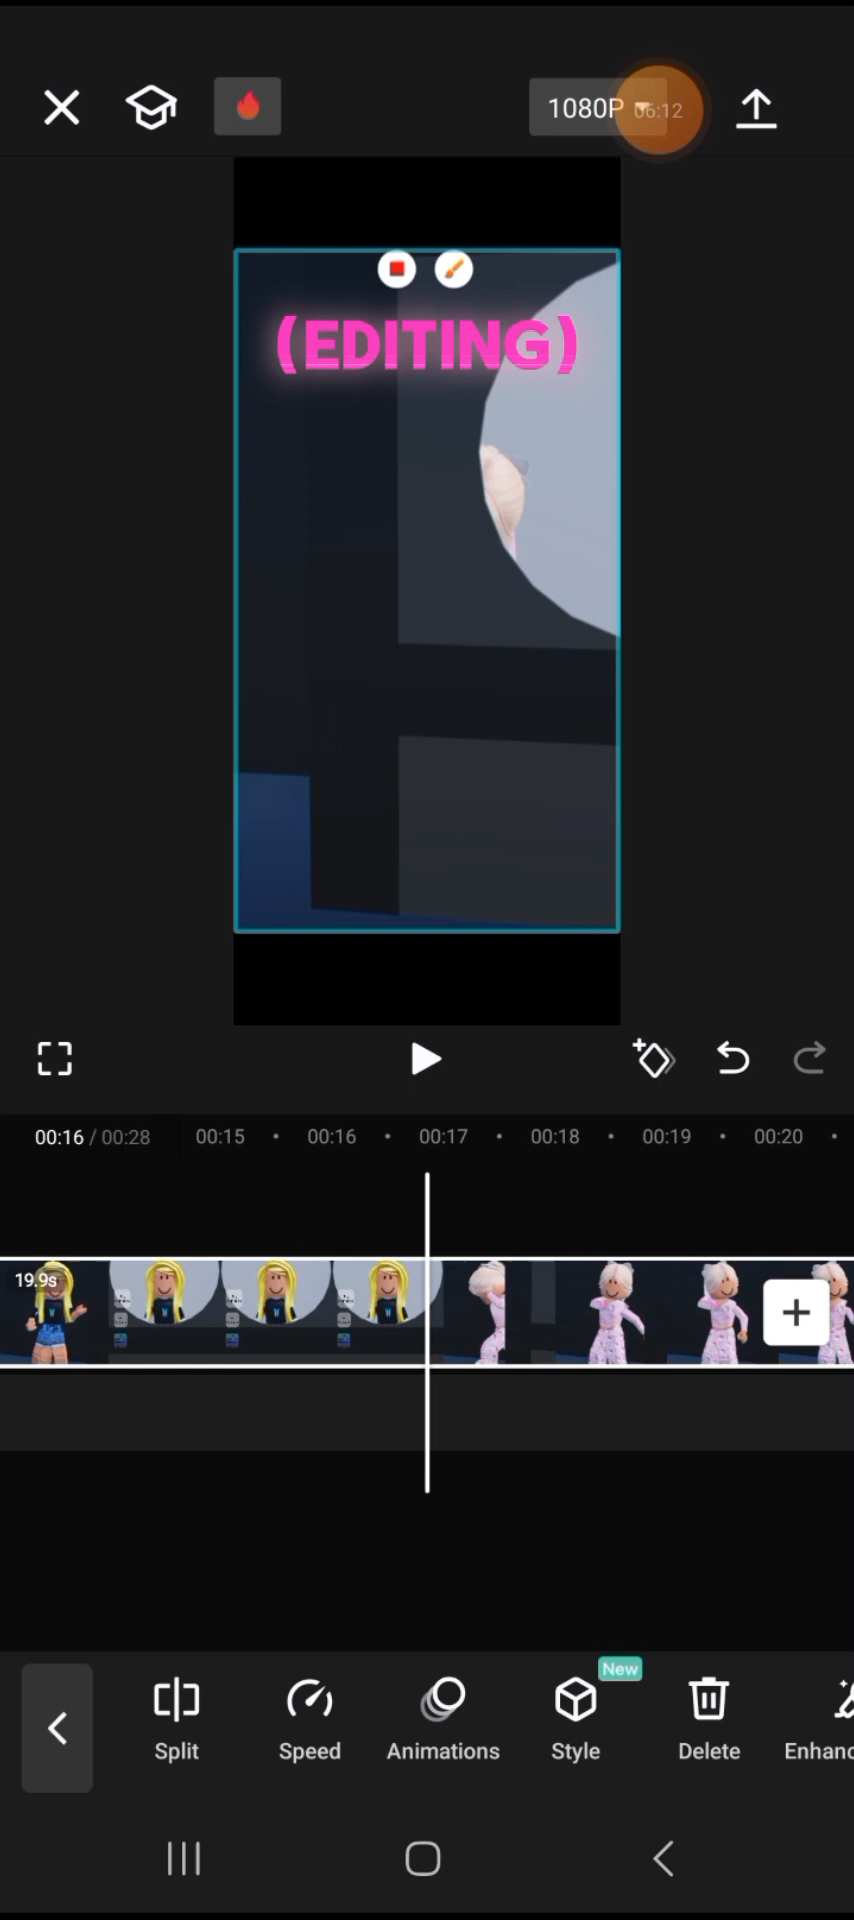 1080P 06:12
(EDITING)
00:16 / 00:28 00:15 00:16 00:17 00:18 00:19 00:20
19.9s
New
Split Speed Animations Style Delete Enhanc